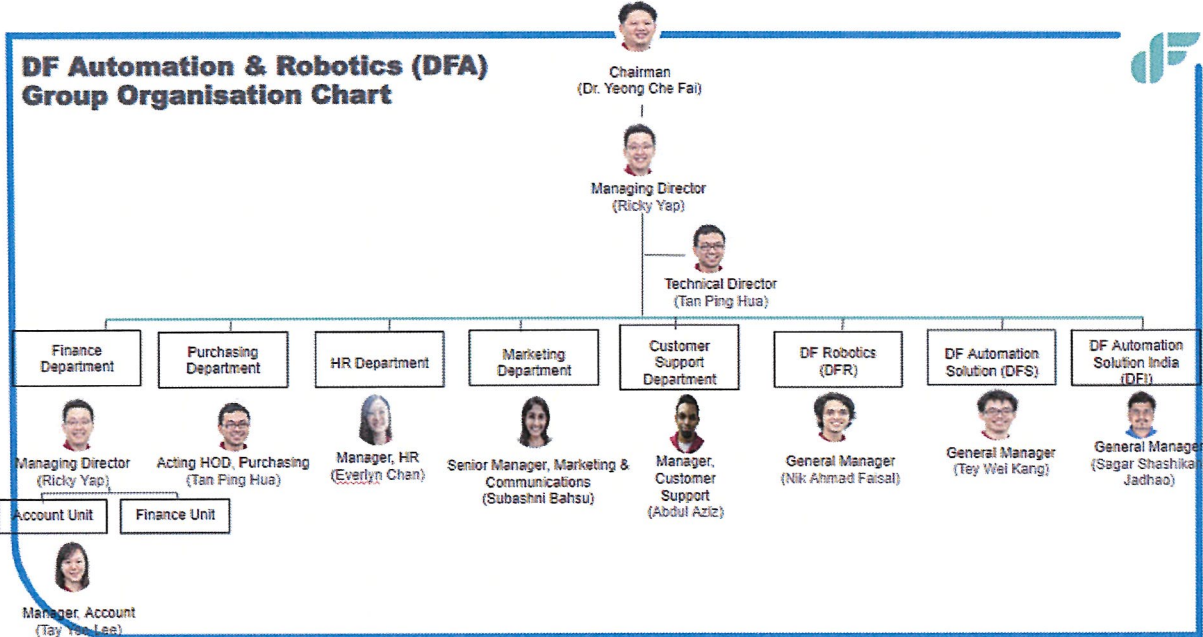 DF Automation & Robotics (DFA)
Group Organisation Chart
Chairman
(Dr. Yeong Che Fai)
Managing Director
(Ricky Yap)
Technical Director
(Tan Ping Hua)
Finance
Department
Purchasing
Department
HR Department
Marketing
Department
Customer
Support
Department
DF Robotics
(DFR)
DF Automation
Solution (DFS)
DF Automation
Solution India
(DFI)
Managing Director
(Ricky Yap)
Acting HOD, Purchasing
(Tan Ping Hua)
Manager, HR
(Everlyn Chan)
Senior Manager, Marketing &
Communications
(Subashni Bahsu)
Manager,
Customer
Support
(Abdul Aziz)
General Manager
(Nik Ahmad Faisal)
General Manager
(Tey Wei Kang)
General Manager
(Sagar Shashikan
Jadhao)
Account Unit
Finance Unit
Manager, Account
(Tay Lee)